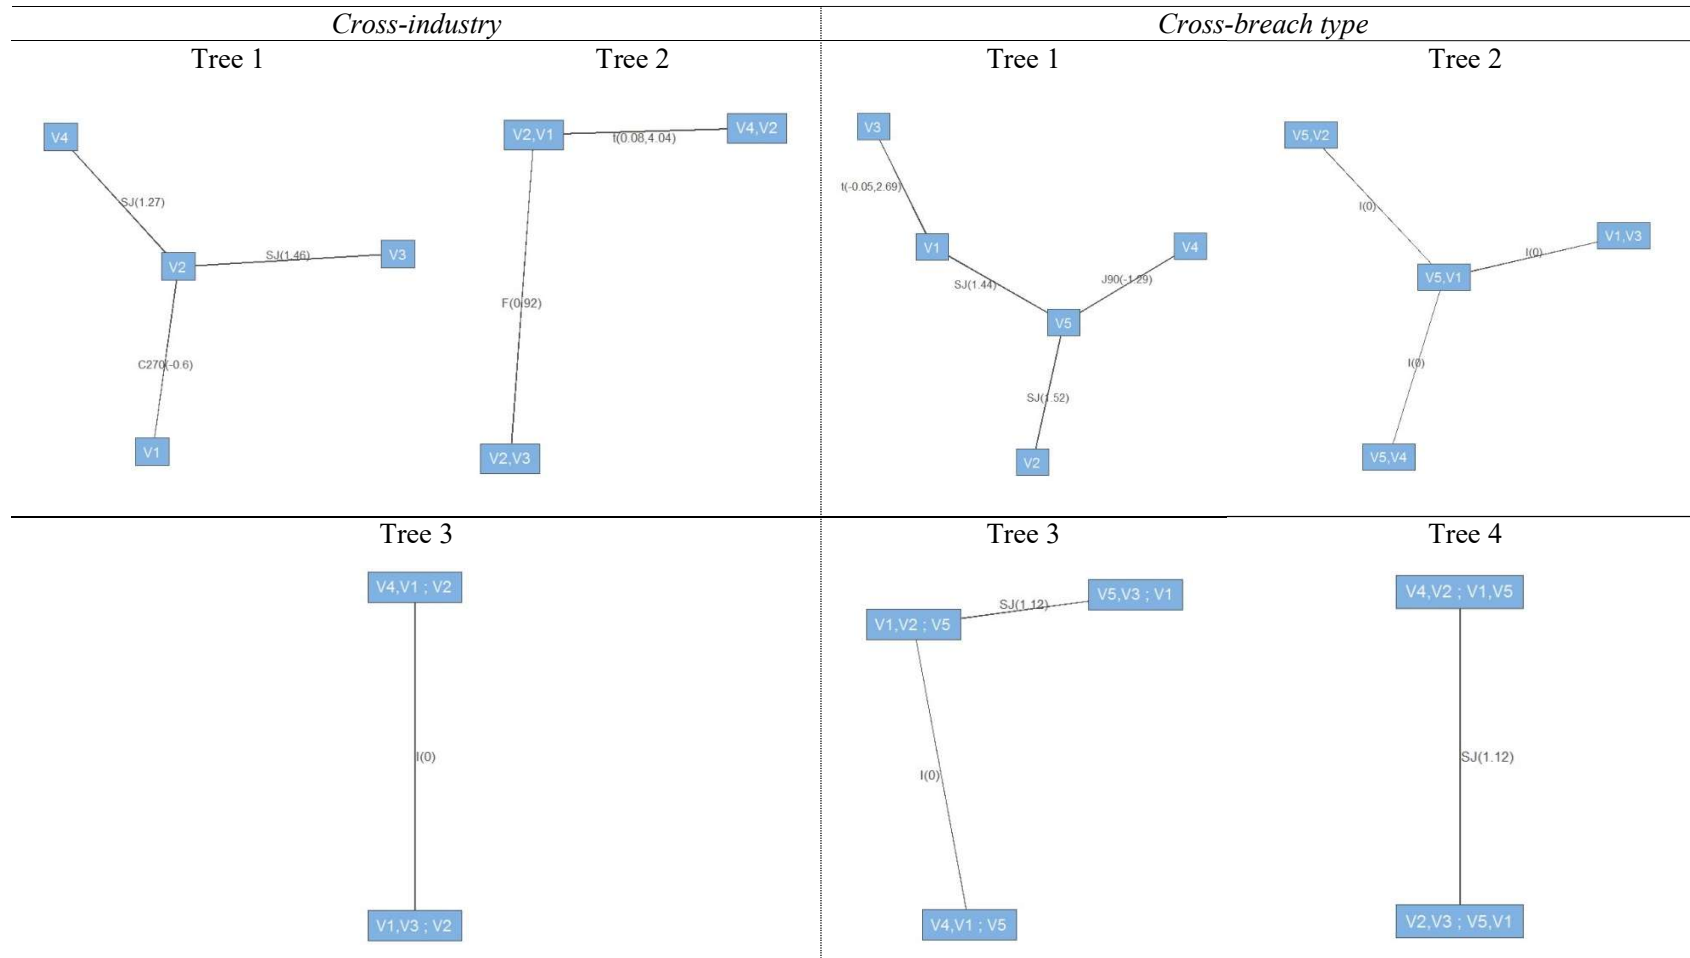 Cross-industry
Cross-breach type
Tree 1
Tree 2
Tree 1
Tree 2
V4
SJ(1.27)
V2
SJ(1.46)
V3
C270(-0.6)
V1
V2,V1
t(0.08,4.04)
V4,V2
F(0.92)
V2,V3
V3
t(-0.05,2.69)
V1
V4
SJ(1.44)
J90(-1.29)
V5
SJ(1.52)
V2
V5,V2
I(0)
V1,V3
I(0)
V5,V1
I(0)
V5,V4
Tree 3
Tree 3
Tree 4
V4,V1 ; V2
I(0)
V1,V3 ; V2
V5,V3 ; V1
SJ(1.12)
V1,V2 ; V5
I(0)
V4,V1 ; V5
V4,V2 ; V1,V5
SJ(1.12)
V2,V3 ; V5,V1